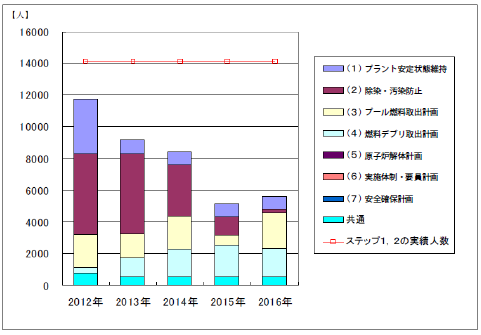 【人】
16000
14000
12000
10000
8000
6000
4000
2000
0
2012年 2013年 2014年 2015年 2016年
(1) プラント安定状態維持
(2) 除染・汚染防止
(3) プール燃料取出計画
(4) 燃料デブリ取出計画
(5) 原子炉解体計画
(6) 実施体制・要員計画
(7) 安全確保計画
共通
ステップ1, 2の実績人数